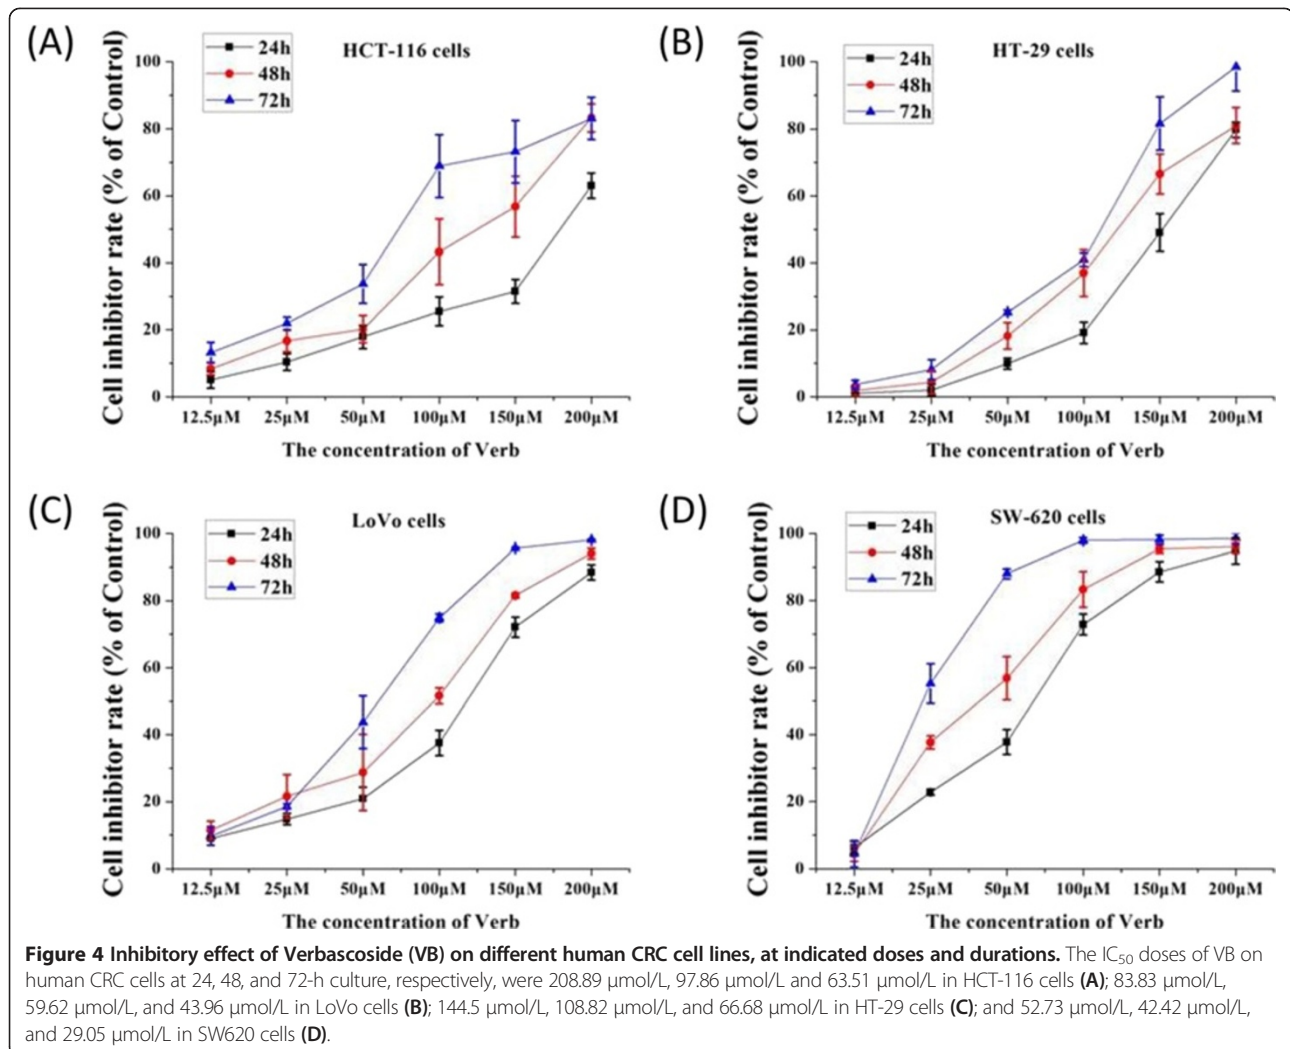 (A)
HCT-116 cells
24h
48h
72h
Cell inhibitor rate (% of Control)
100
80
60
40
20
0
12.5μM 25μM 50μM 100μM 150μM 200μM
The concentration of Verb
(B)
HT-29 cells
24h
48h
72h
Cell inhibitor rate (% of Control)
100
80
60
40
20
0
12.5μM 25μM 50μM 100μM 150μM 200μM
The concentration of Verb
(C)
LoVo cells
24h
48h
72h
Cell inhibitor rate (% of Control)
100
80
60
40
20
0
12.5μM 25μM 50μM 100μM 150μM 200μM
The concentration of Verb
(D)
SW-620 cells
24h
48h
72h
Cell inhibitor rate (% of Control)
100
80
60
40
20
0
12.5μM 25μM 50μM 100μM 150μM 200μM
The concentration of Verb
Figure 4 Inhibitory effect of Verbascoside (VB) on different human CRC cell lines, at indicated doses and durations. The IC50 doses of VB on
human CRC cells at 24, 48, and 72-h culture, respectively, were 208.89 μmol/L, 97.86 μmol/L and 63.51 μmol/L in HCT-116 cells (A); 83.83 μmol/L,
59.62 μmol/L, and 43.96 μmol/L in LoVo cells (B); 144.5 μmol/L, 108.82 μmol/L, and 66.68 μmol/L in HT-29 cells (C); and 52.73 μmol/L, 42.42 μmol/L,
and 29.05 μmol/L in SW620 cells (D).